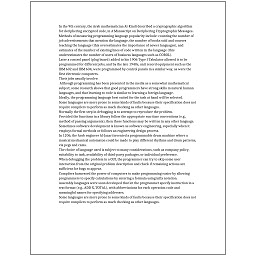 In the 9th century, the Arab mathematician Al-Kindi described a cryptographic algorithm
for deciphering encrypted code, in A Manuscript on Deciphering Cryptographic Messages.
Methods of measuring programming language popularity include: counting the number of
job advertisements that mention the language, the number of books sold and courses
teaching the language (this overestimates the importance of newer languages), and
estimates of the number of existing lines of code written in the language (this
underestimates the number of users of business languages such as COBOL).
Later a control panel (plug board) added to his 1906 Type I Tabulator allowed it to be
programmed for different jobs, and by the late 1940s, unit record equipment such as the
IBM 602 and IBM 604, were programmed by control panels in a similar way, as were the
first electronic computers.
Their jobs usually involve:
Although programming has been presented in the media as a somewhat mathematical
subject, some research shows that good programmers have strong skills in natural human
languages, and that learning to code is similar to learning a foreign language.
Ideally, the programming language best suited for the task at hand will be selected.
Some languages are more prone to some kinds of faults because their specification does
not require compilers to perform as much checking as other languages.
Normally the first step in debugging is to attempt to reproduce the problem.
Provided the functions in a library follow the appropriate run-time conventions (e.g.,
method of passing arguments), then these functions may be written in any other language.
Sometimes software development is known as software engineering, especially when it
employs formal methods or follows an engineering design process.
In 1206, the Arab engineer Al-Jazari invented a programmable drum machine where a
musical mechanical automaton could be made to play different rhythms and drum patterns,
via pegs and cams.
The choice of language used is subject to many considerations, such as company policy,
suitability to task, availability of third-party packages, or individual preference.
When debugging the problem in a GUI, the programmer can try to skip some user
interaction from the original problem description and check if remaining actions are
sufficient for bugs to appear.
Compilers harnessed the power of computers to make programming easier by allowing
programmers to specify calculations by entering a formula using infix notation.
Assembly languages were soon developed that let the programmer specify instruction in a
text format (e.g., ADD X, TOTAL), with abbreviations for each operation code and
meaningful names for specifying addresses.
Some languages are more prone to some kinds of faults because their specification does
not require compilers to perform as much checking as other languages.